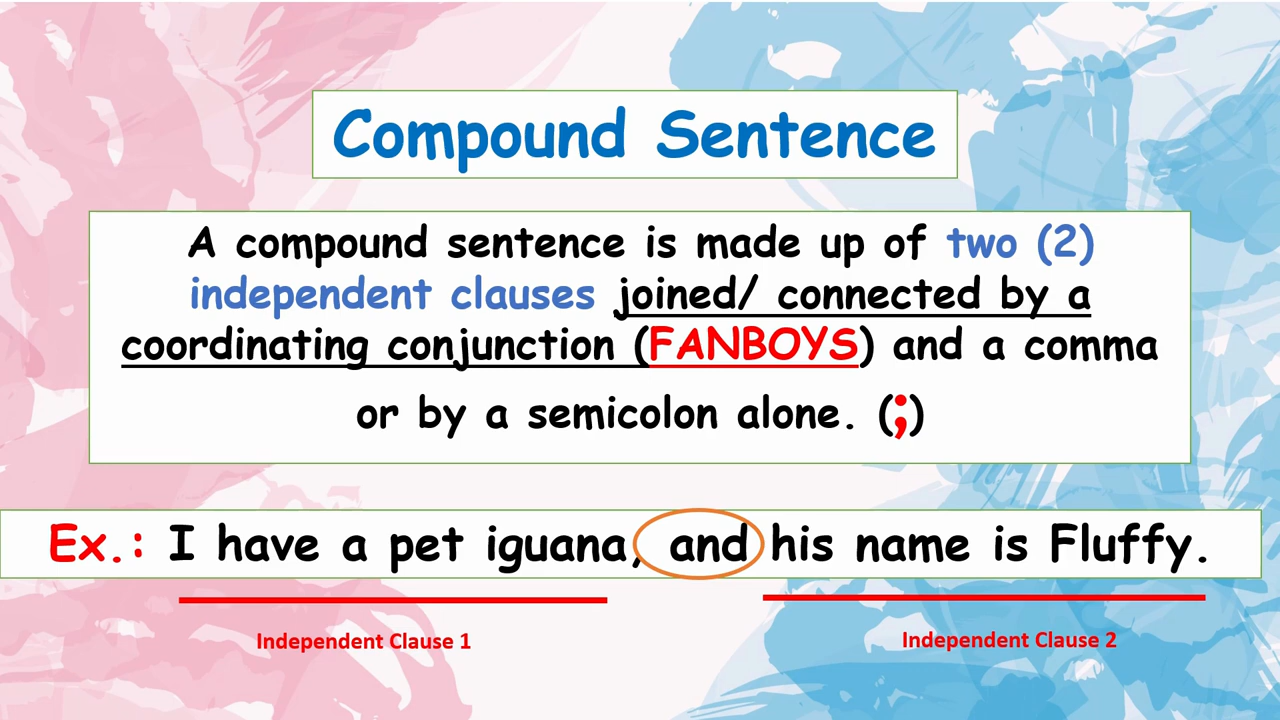 Compound Sentence
A compound sentence is made up of two (2)
independent clauses joined/ connected by a
coordinating conjunction (FANBOYS) and a comma
or by a semicolon alone. (;)
Ex.: I have a pet iguana, and his name is Fluffy.
Independent Clause 1
Independent Clause 2